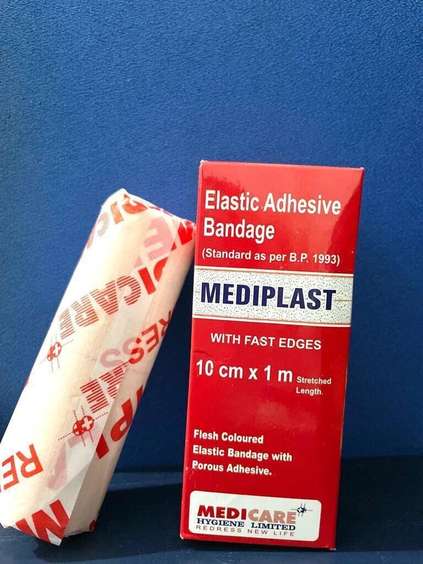 Elastic Adhesive
Bandage
(Standard as per B.P. 1993)
MEDIPLAST
WITH FAST EDGES
10 cm x 1 m Stretched
Length.
Flesh Coloured
Elastic Bandage with
Porous Adhesive.
MEDICARE
HYGIENE LIMITED
REDRESS NEW LIFE